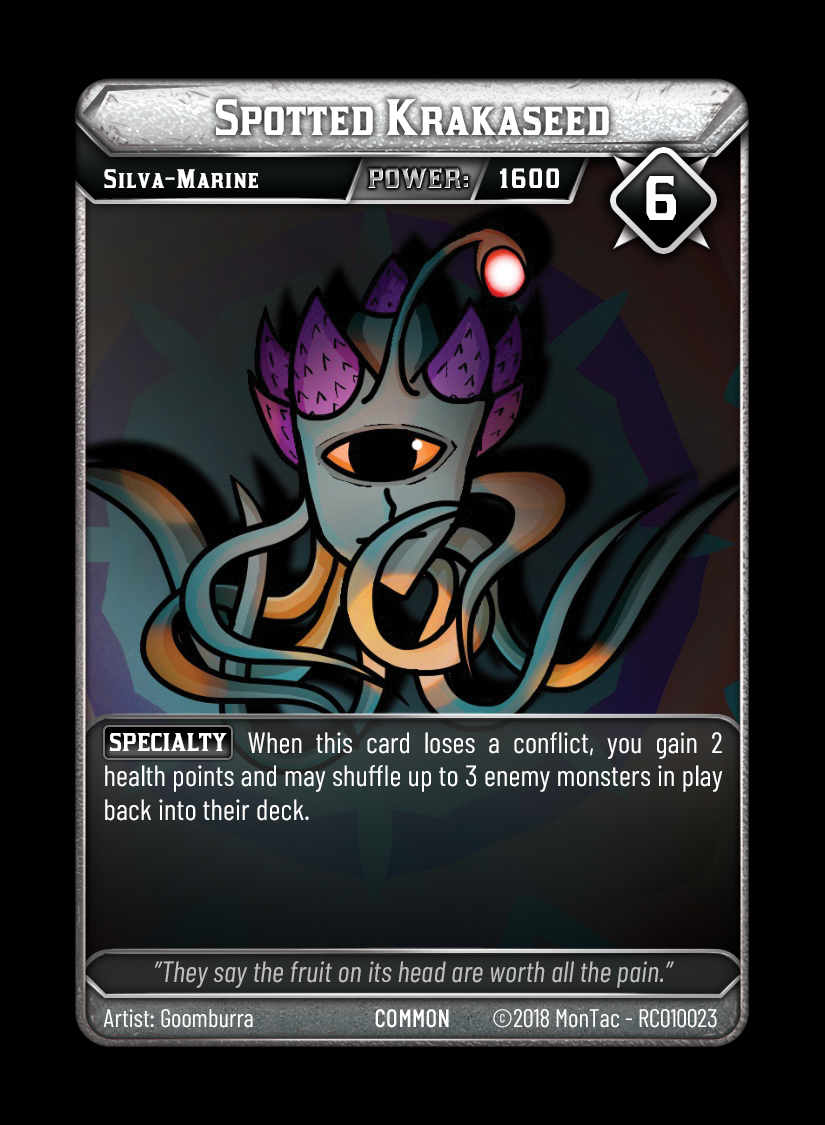 Spotted Krakaseed
Silva-Marine POWER: 1600
6
SPECIALTY When this card loses a conflict, you gain 2
health points and may shuffle up to 3 enemy monsters in play
back into their deck.
"They say the fruit on its head are worth all the pain."
Artist: Goomburra COMMON ©2018 MonTac - RC010023